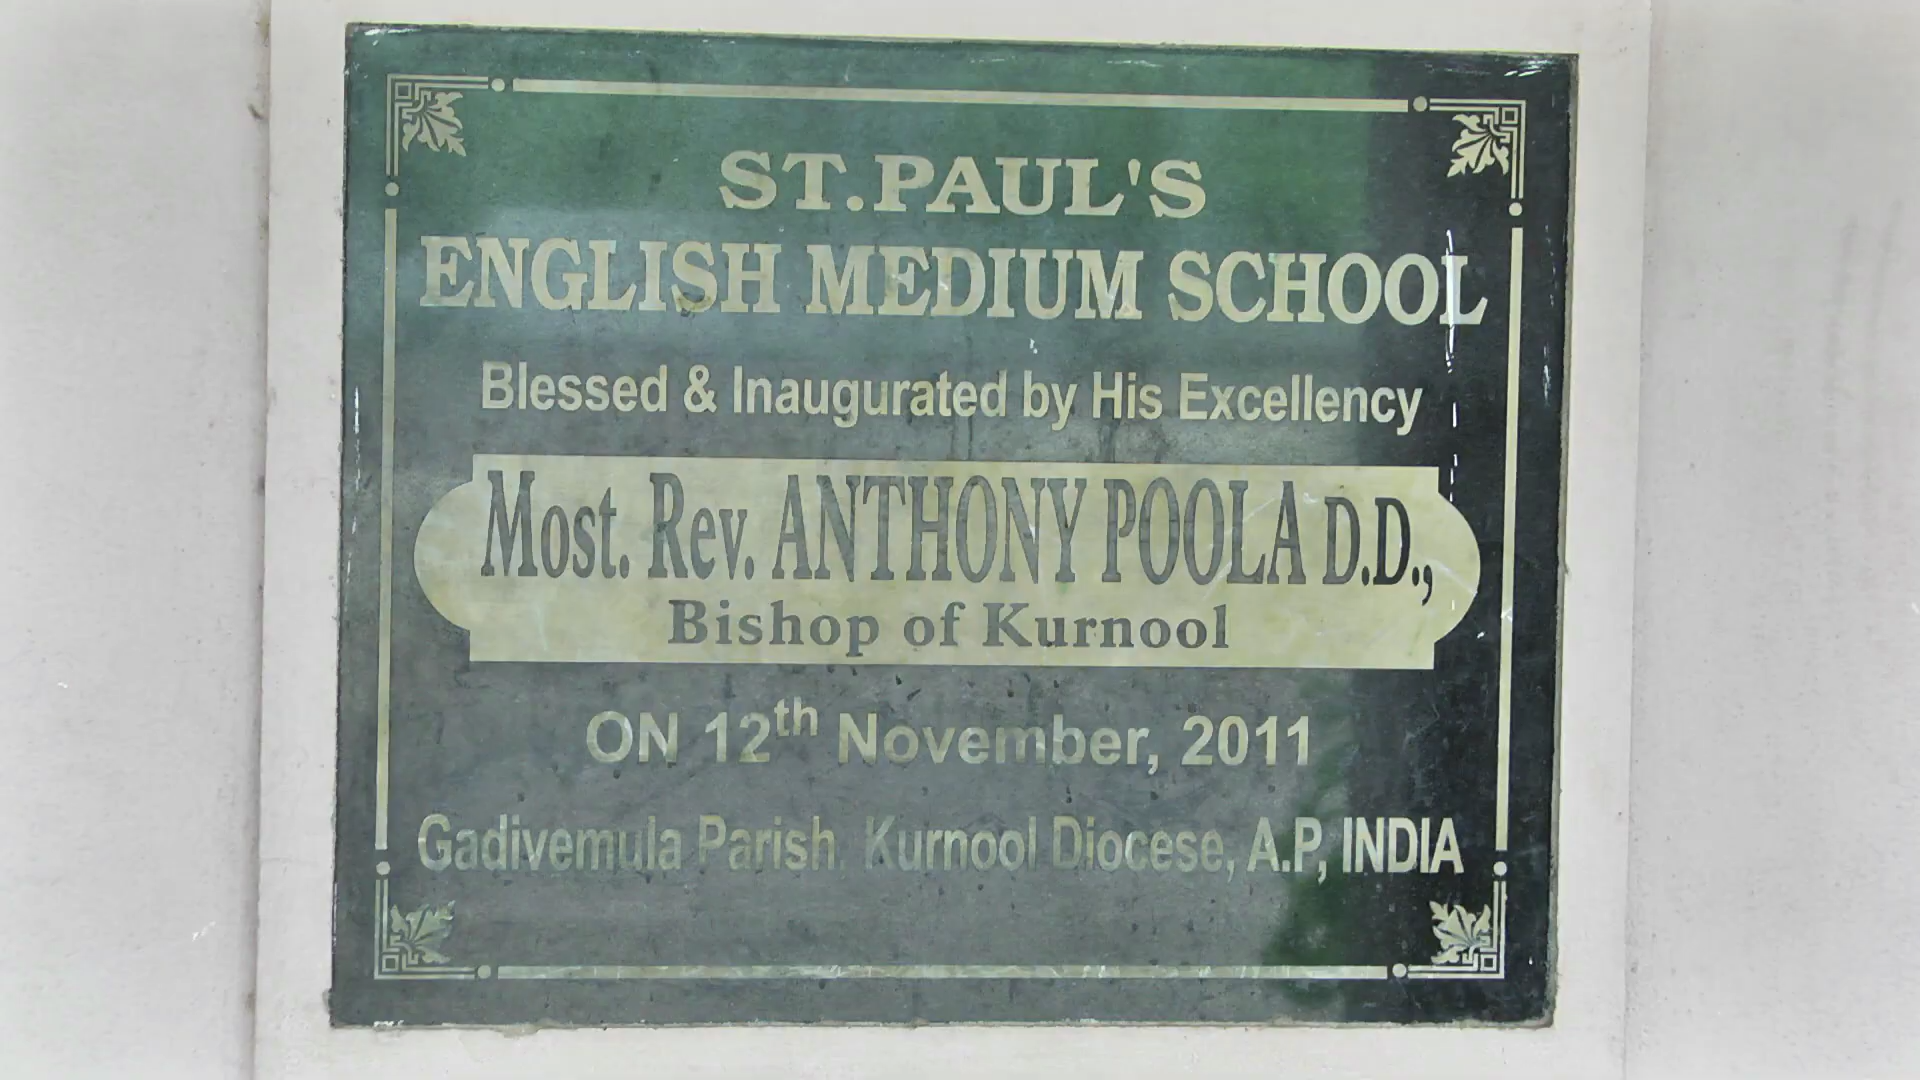 ST.PAUL'S
ENGLISH MEDIUM SCHOOL
Blessed & Inaugurated by His Excellency
Most. Rev. ANTHONY POOLA D.D.,
Bishop of Kurnool
ON 12th November, 2011
Gadivemula Parish, Kurnool Diocese, A.P, INDIA